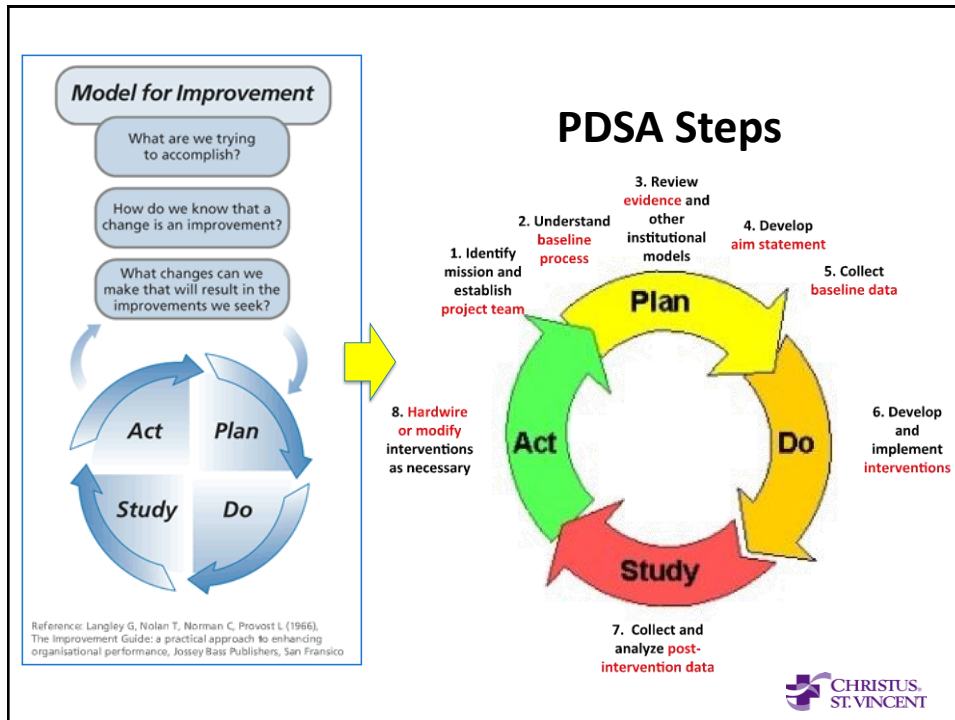 Model for Improvement
What are we trying
to accomplish?
How do we know that a
change is an improvement?
What changes can we
make that will result in the
improvements we seek?
Act
Plan
Study
Do
Reference: Langley G, Nolan T, Norman C, Provost L (1966),
The Improvement Guide: a practical approach to enhancing
organisational performance, Jossey Bass Publishers, San Fransico
PDSA Steps
1. Identify
mission and
establish
project team
2. Understand
baseline
process
3. Review
evidence and
other
institutional
models
4. Develop
aim statement
5. Collect
baseline data
Plan
Do
6. Develop
and
implement
interventions
Study
7. Collect and
analyze post-
intervention data
Act
8. Hardwire
or modify
interventions
as necessary
CHRISTUS®
ST. VINCENT